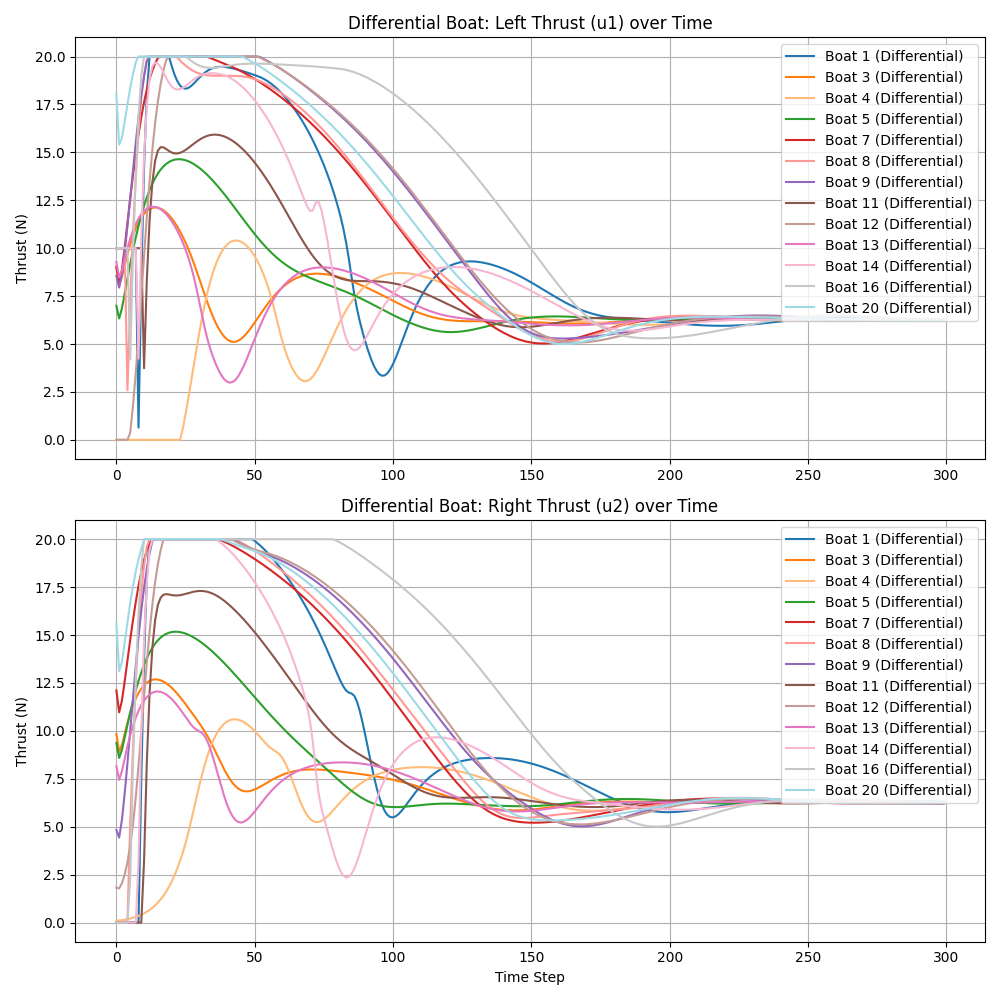 Differential Boat: Left Thrust (u1) over Time
Thrust (N)
20.0
17.5
15.0
12.5
10.0
7.5
5.0
2.5
0.0
Boat 1 (Differential)
Boat 3 (Differential)
Boat 4 (Differential)
Boat 5 (Differential)
Boat 7 (Differential)
Boat 8 (Differential)
Boat 9 (Differential)
Boat 11 (Differential)
Boat 12 (Differential)
Boat 13 (Differential)
Boat 14 (Differential)
Boat 16 (Differential)
Boat 20 (Differential)
0 50 100 150 200 250 300
Differential Boat: Right Thrust (u2) over Time
Thrust (N)
20.0
17.5
15.0
12.5
10.0
7.5
5.0
2.5
0.0
Boat 1 (Differential)
Boat 3 (Differential)
Boat 4 (Differential)
Boat 5 (Differential)
Boat 7 (Differential)
Boat 8 (Differential)
Boat 9 (Differential)
Boat 11 (Differential)
Boat 12 (Differential)
Boat 13 (Differential)
Boat 14 (Differential)
Boat 16 (Differential)
Boat 20 (Differential)
0 50 100 150 200 250 300
Time Step